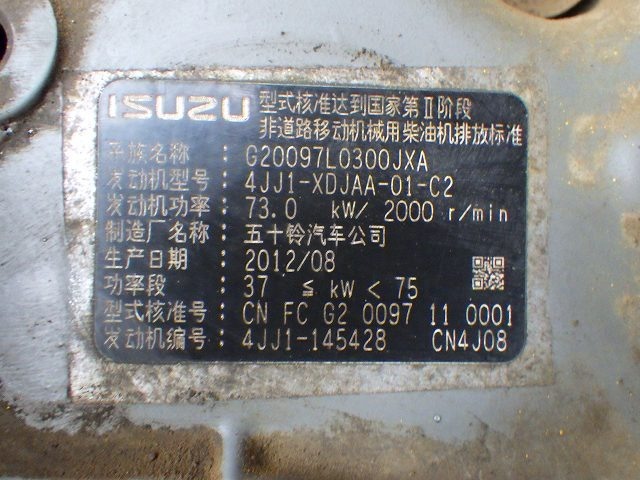 ISUZU 型式核准达到国家第Ⅱ阶段
非道路移动机械用柴油机排放标准
系族名称 : G20097L0300JXA
发动机型号 : 4JJ1-XDJAA-01-C2
发动机功率 : 73.0 kW/ 2000 r/min
制造厂名称 : 五十铃汽车公司
生产日期 : 2012/08
功率段 : 37 ≦ kW < 75
型式核准号 : CN FC G2 0097 11 0001
发动机编号 : 4JJ1-145428 CN4J08